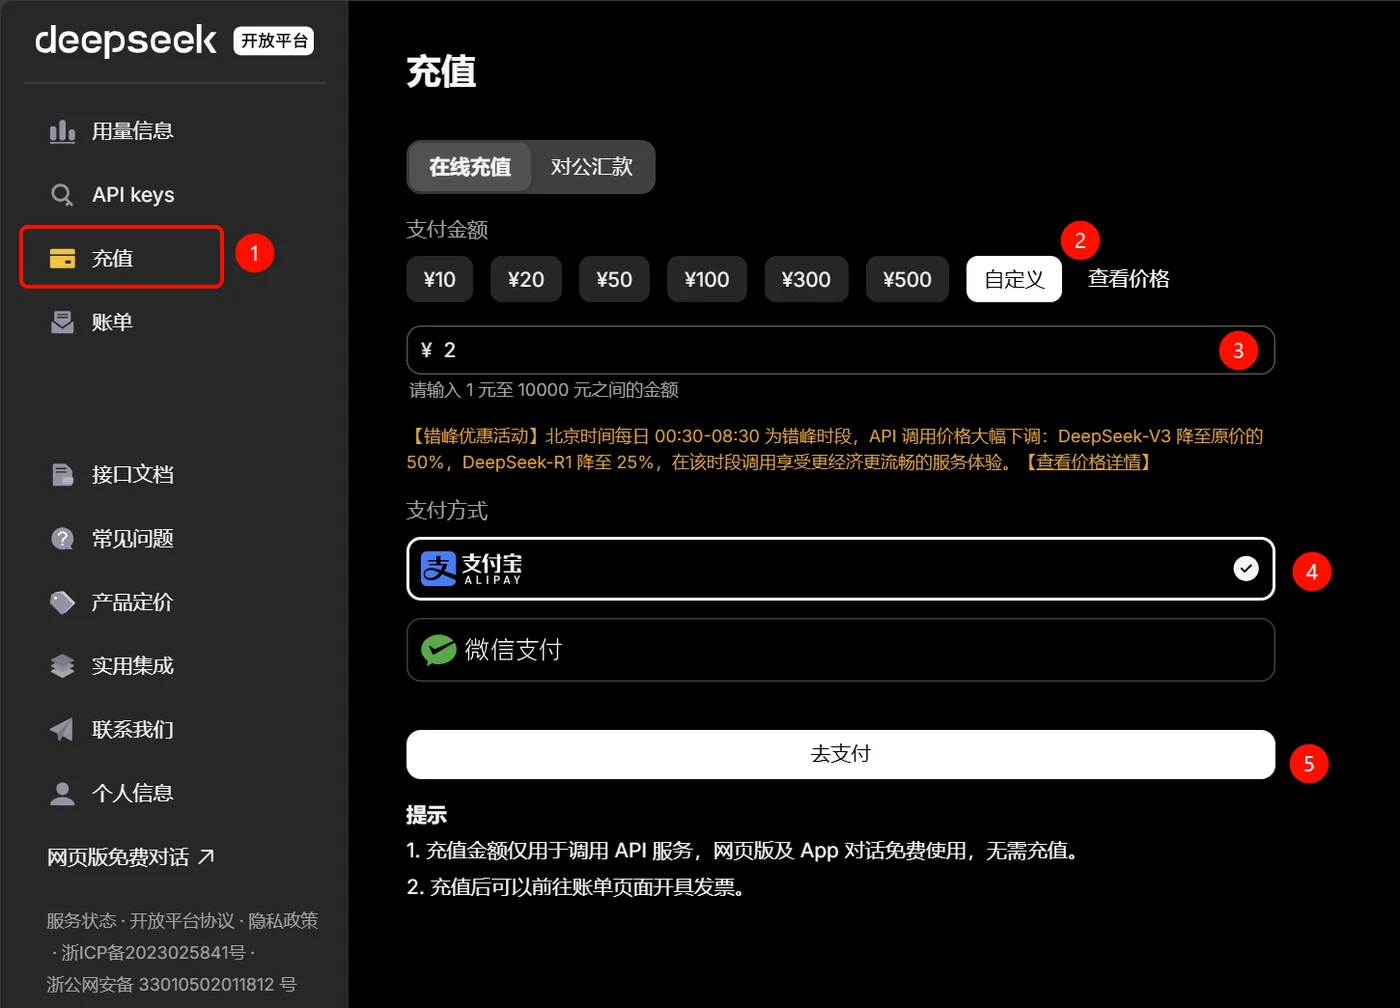 deepseek 开放平台
用量信息
API keys
充值
1
账单
接口文档
常见问题
产品定价
实用集成
联系我们
个人信息
网页版免费对话
服务状态 · 开放平台协议 · 隐私政策
· 浙ICP备2023025841号 ·
浙公网安备 33010502011812 号
充值
在线充值 对公汇款
支付金额
2
¥10 ¥20 ¥50 ¥100 ¥300 ¥500 自定义 查看价格
¥ 2
3
请输入 1 元至 10000 元之间的金额
【错峰优惠活动】北京时间每日 00:30-08:30 为错峰时段，API 调用价格大幅下调：DeepSeek-V3 降至原价的
50%，DeepSeek-R1 降至 25%，在该时段调用享受更经济更流畅的服务体验。【查看价格详情】
支付方式
支 支付宝
ALIPAY
4
微信支付
去支付
5
提示
1. 充值金额仅用于调用 API 服务，网页版及 App 对话免费使用，无需充值。
2. 充值后可以前往账单页面开具发票。